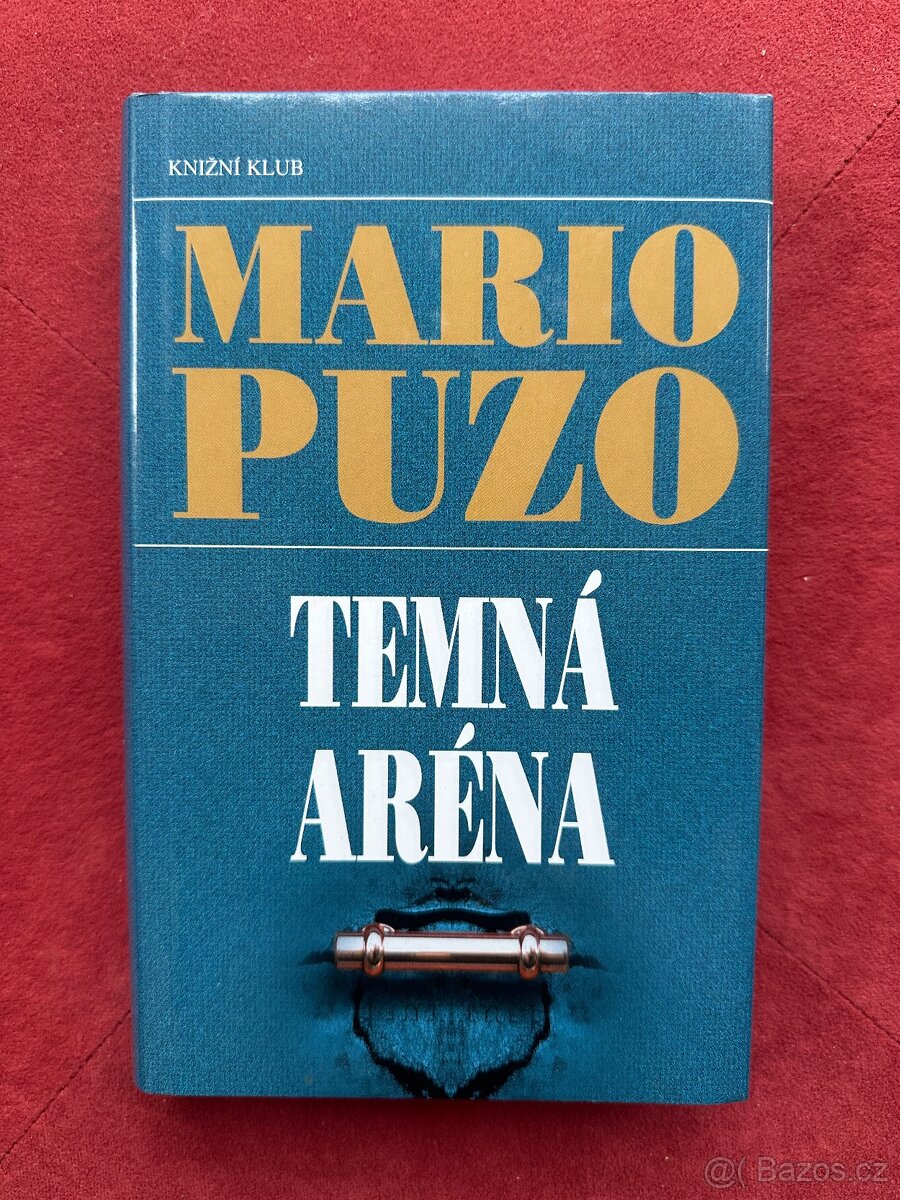 KNIŽNÍ KLUB
MARIO
PUZO
TEMNÁ
ARÉNA
@( Bazos.cz